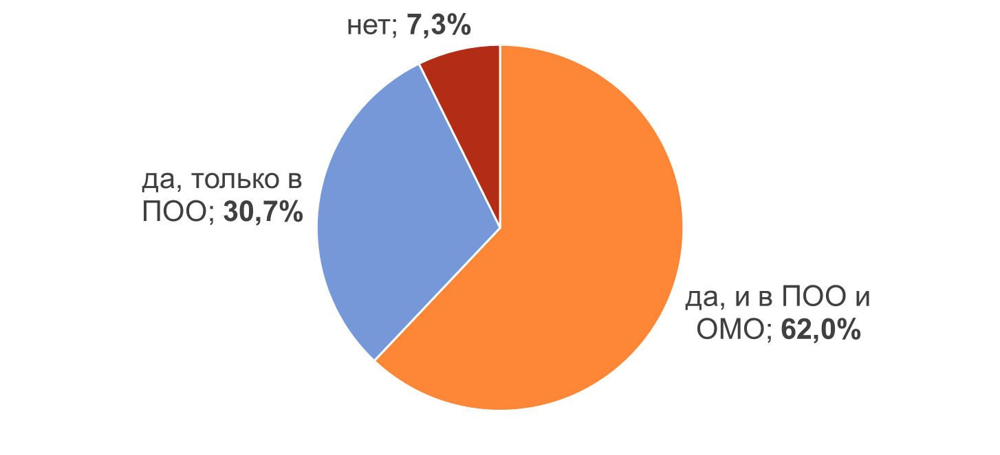 нет; 7,3%
да, только в
ПОО; 30,7%
да, и в ПОО и
ОМО; 62,0%